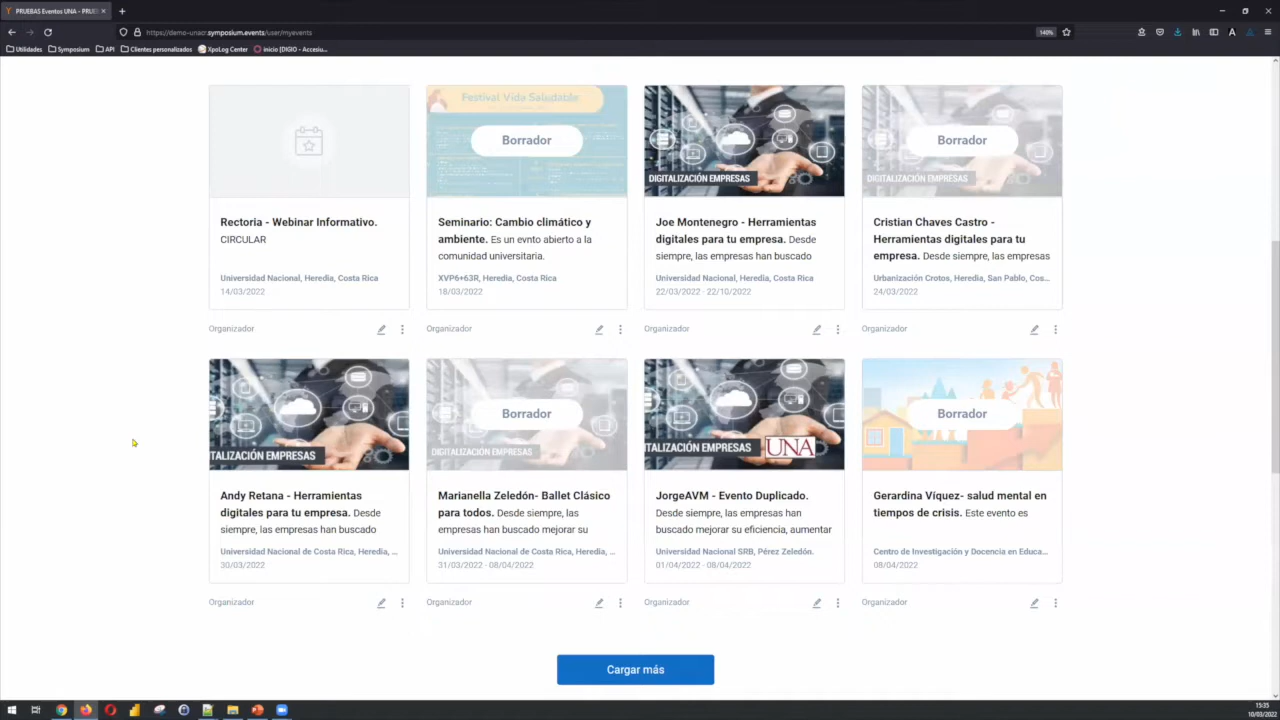 PRUEBAS Eventos UNA - PRUE
https://demo-unacr.symposium.events/user/myevents
140%
Utilidades
Symposium
API
Clientes personalizados
XpoLog Center
inicio [DIGIO - Accesiu...
Festival Vida Saludable
Borrador
DIGITALIZACIÓN EMPRESAS
Borrador
DIGITALIZACIÓN EMPRESAS
Rectoria - Webinar Informativo.
CIRCULAR
Universidad Nacional, Heredia, Costa Rica
14/03/2022
Seminario: Cambio climático y
ambiente. Es un evnto abierto a la
comunidad universitaria.
XVP6+63R, Heredia, Costa Rica
18/03/2022
Joe Montenegro - Herramientas
digitales para tu empresa. Desde
siempre, las empresas han buscado
Universidad Nacional, Heredia, Costa Rica
22/03/2022 - 22/10/2022
Cristian Chaves Castro -
Herramientas digitales para tu
empresa. Desde siempre, las empresas
Urbanización Crotos, Heredia, San Pablo, Cos...
24/03/2022
Organizador
Organizador
Organizador
Organizador
ITALIZACIÓN EMPRESAS
Borrador
DIGITALIZACIÓN EMPRESAS
ITALIZACIÓN EMPRESAS
UNA
Borrador
Andy Retana - Herramientas
digitales para tu empresa. Desde
siempre, las empresas han buscado
Universidad Nacional de Costa Rica, Heredia, ...
30/03/2022
Marianella Zeledón- Ballet Clásico
para todos. Desde siempre, las
empresas han buscado mejorar su
Universidad Nacional de Costa Rica, Heredia, ...
31/03/2022 - 08/04/2022
JorgeAVM - Evento Duplicado.
Desde siempre, las empresas han
buscado mejorar su eficiencia, aumentar
Universidad Nacional SRB, Pérez Zeledón.
01/04/2022 - 08/04/2022
Gerardina Víquez- salud mental en
tiempos de crisis. Este evento es
Centro de Investigación y Docencia en Educa...
08/04/2022
Organizador
Organizador
Organizador
Organizador
Cargar más
15:35
10/03/2022